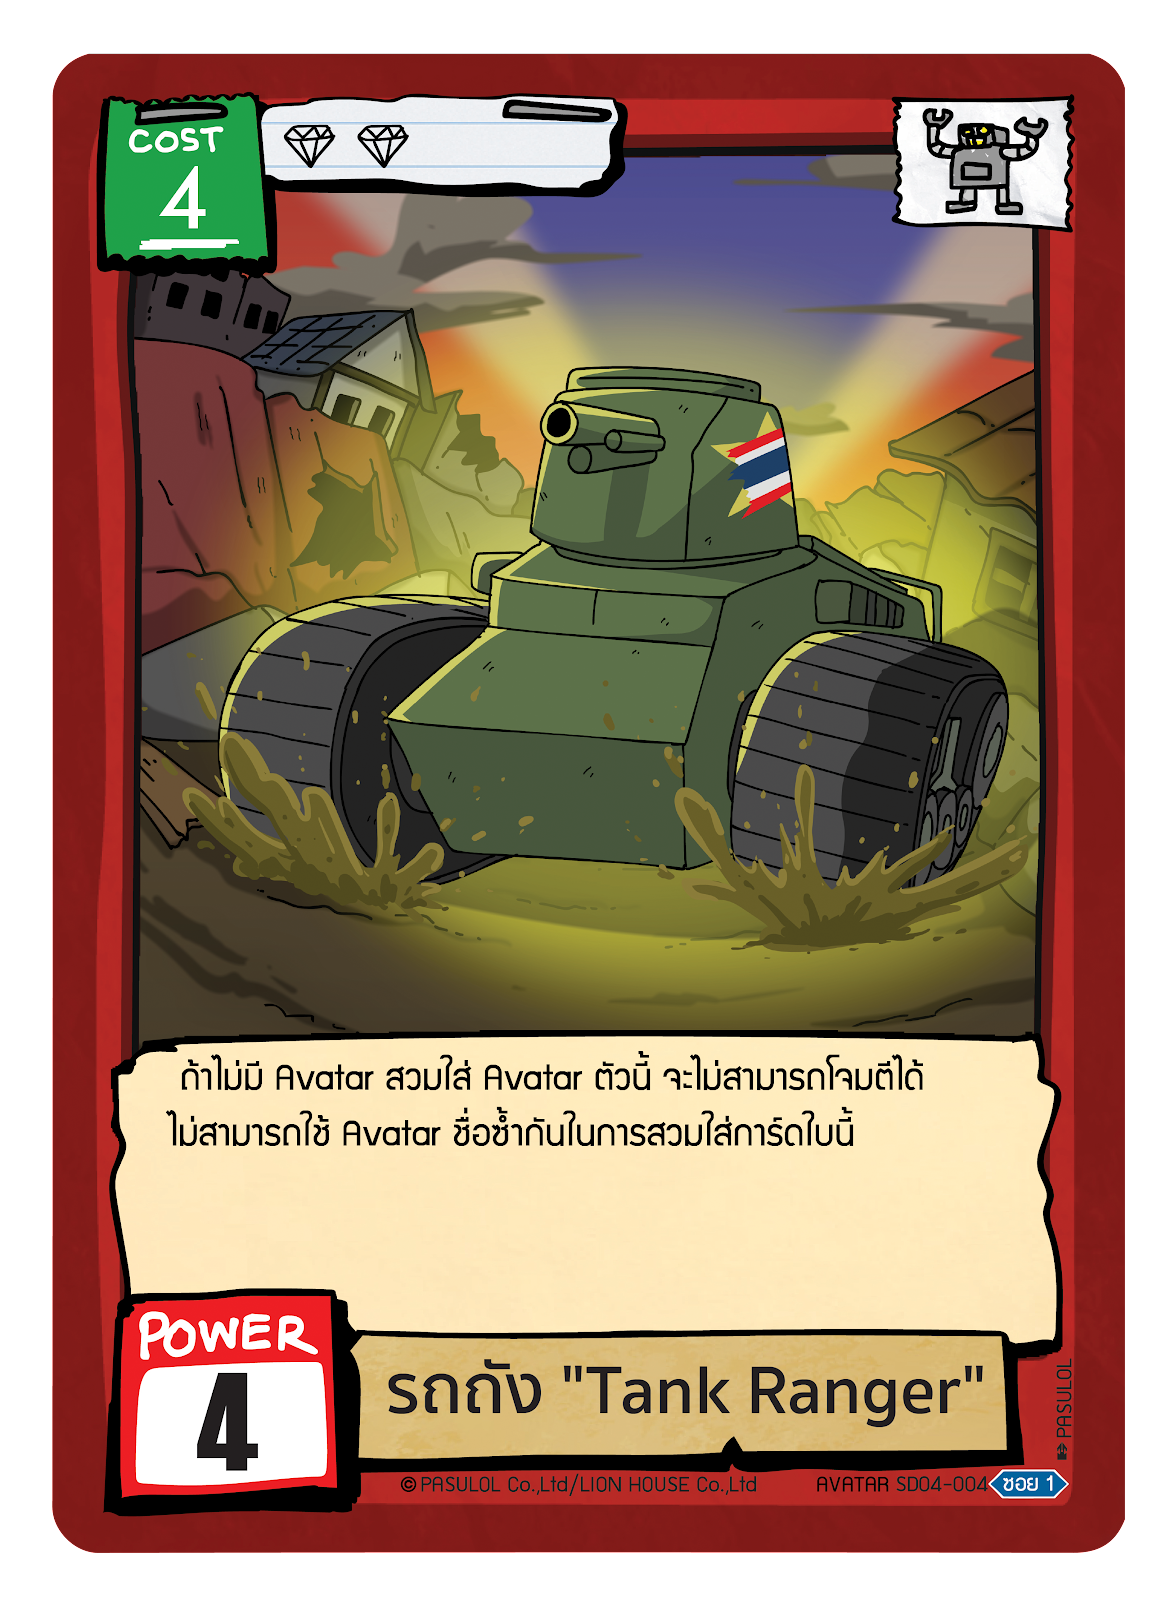 COST
4
ถ้าไม่มี Avatar สวมใส่ Avatar ตัวนี้ จะไม่สามารถโจมตีได้
ไม่สามารถใช้ Avatar ชื่อซ้ำกันในการสวมใส่การ์ดใบนี้
POWER
4
รถถัง "Tank Ranger"
PASULOL
© PASULOL Co.,Ltd/LION HOUSE Co.,Ltd
AVATAR SD04-004 ซอย 1